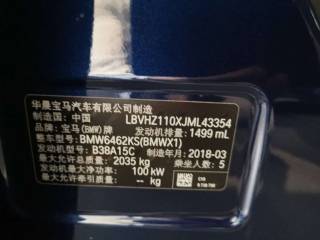 华晨宝马汽车有限公司制造
制造国: 中国 LBVHZ110XJML43354
品牌: 宝马(BMW)牌 发动机排量: 1499 mL
整车型号: BMW6462KS(BMWX1)
发动机型号: B38A15C 制造年月: 2018-03
最大允许总质量: 2035 kg 乘坐人数: 5
发动机最大净功率: 100 kW
最大允许牵引质量: -- kg